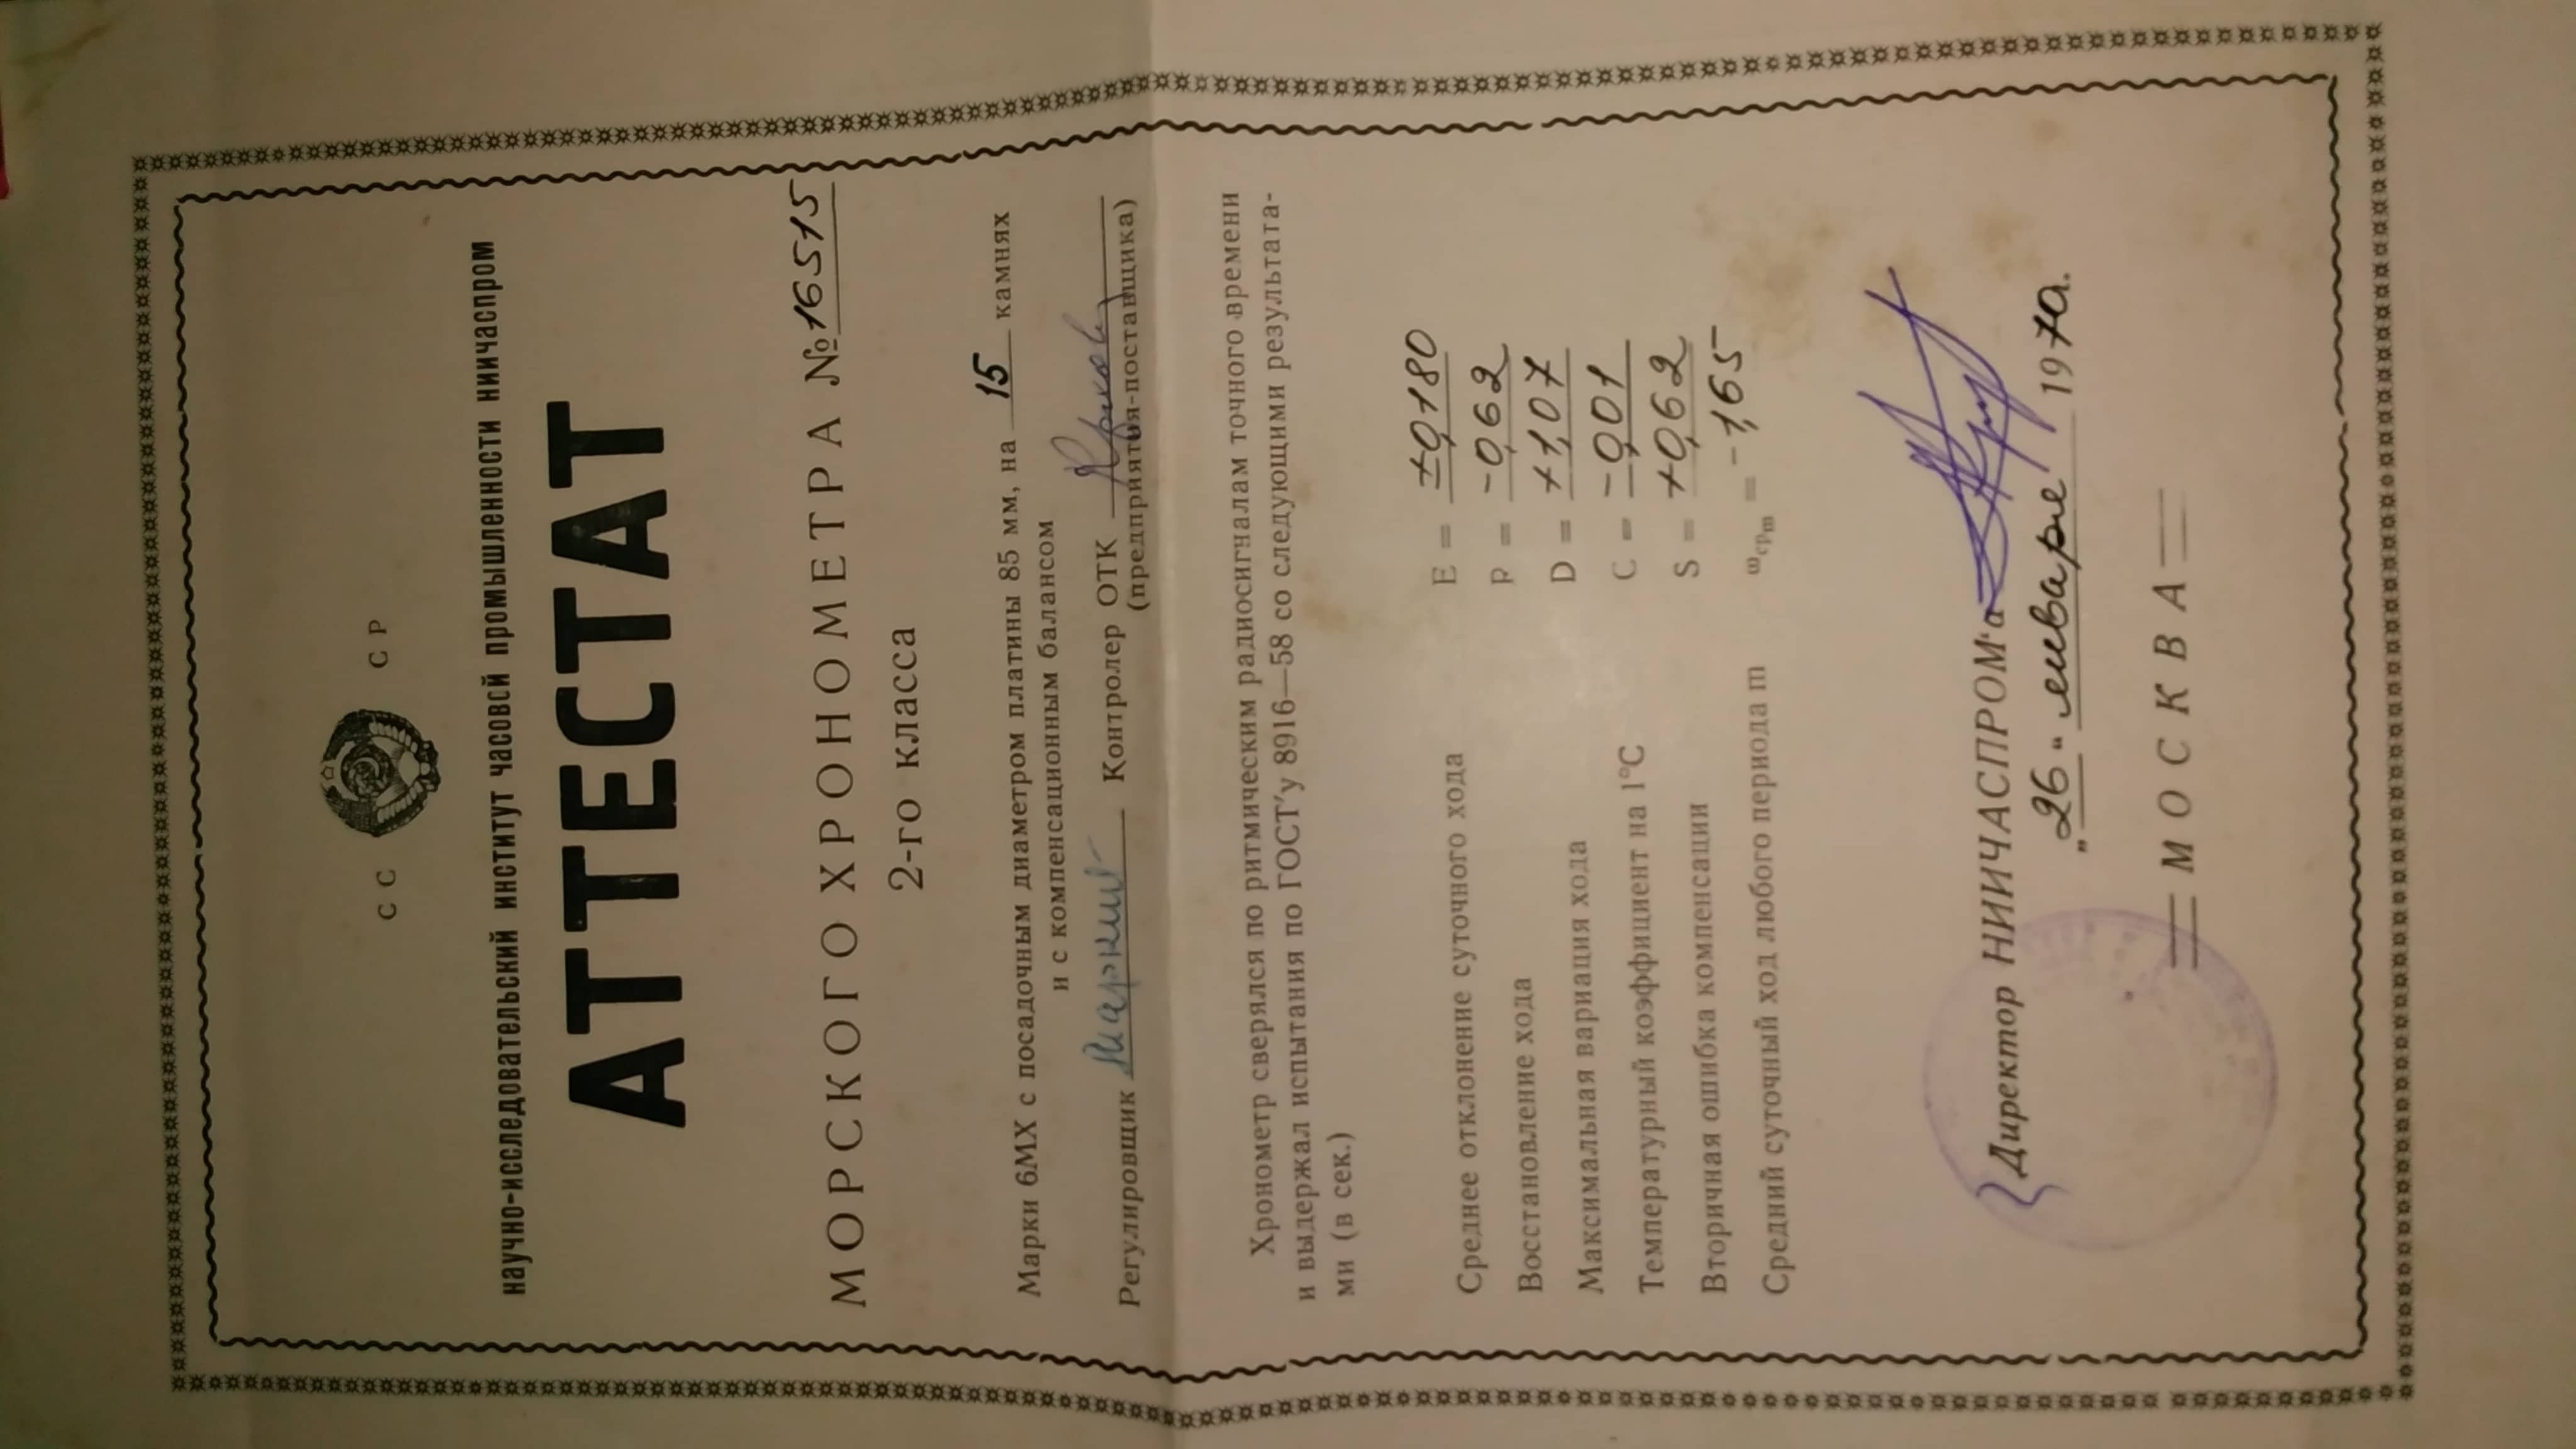 СС СР
научно-исследовательский институт часовой промышленности ниичаспром
АТТЕСТАТ
МОРСКОГО ХРОНОМЕТРА №16515
2-го класса
Марки 6МХ с посадочным диаметром платины 85 мм, на 15 камнях
и с компенсационным балансом
Регулировщик Контролер ОТК
(предприятия-поставщика)
Хронометр сверялся по ритмическим радиосигналам точного времени
и выдержал испытания по ГОСТ'у 8916—58 со следующими результата-
ми (в сек.)
Среднее отклонение суточного хода E = ±0,180
Восстановление хода P = -0,62
Максимальная вариация хода D = +1,07
Температурный коэффициент на 1°С C = -0,01
Вторичная ошибка компенсации S = +0,62
Средний суточный ход любого периода m ωсрm = -1,65
Директор НИИЧАСПРОМ'а
„26" января 197
МОСКВА